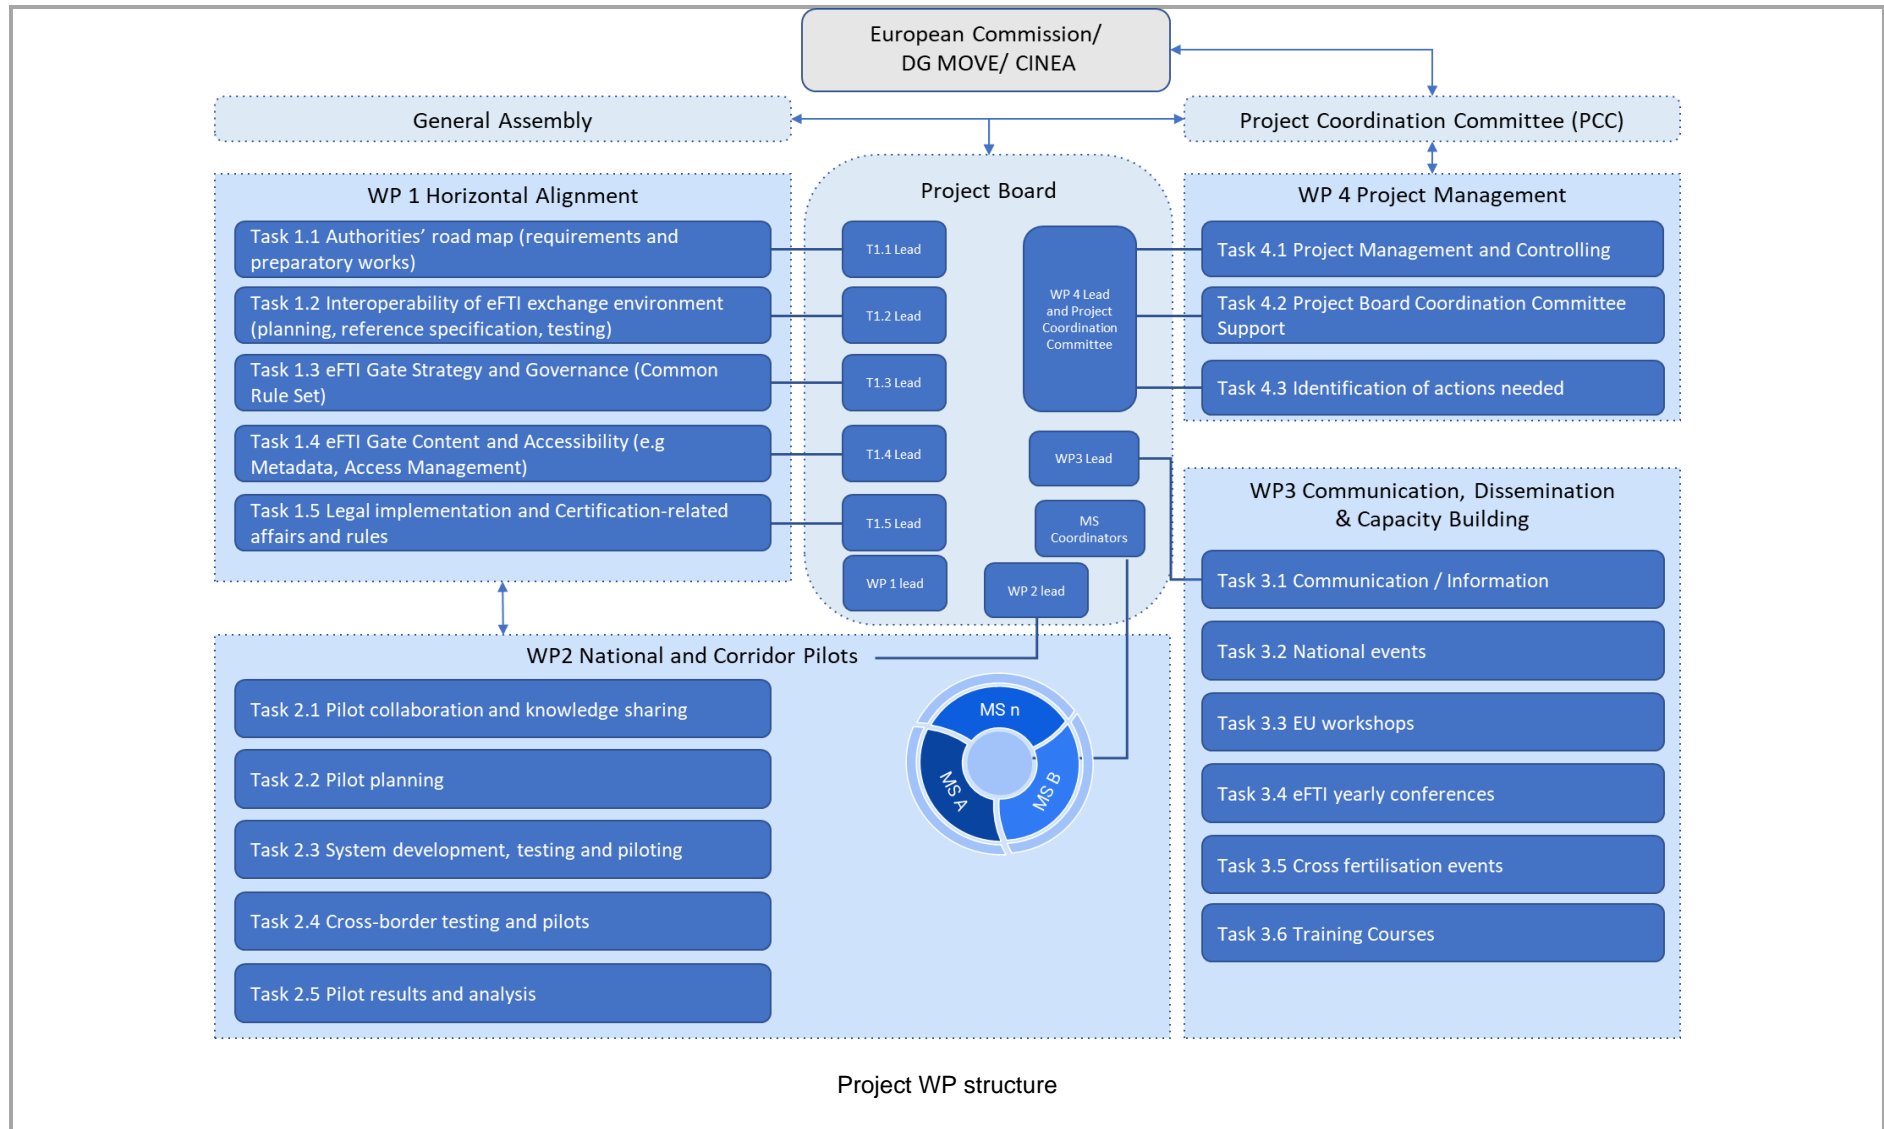 European Commission/
DG MOVE/ CINEA
General Assembly
Project Coordination Committee (PCC)
WP 1 Horizontal Alignment
Task 1.1 Authorities’ road map (requirements and
preparatory works)
Task 1.2 Interoperability of eFTI exchange environment
(planning, reference specification, testing)
Task 1.3 eFTI Gate Strategy and Governance (Common
Rule Set)
Task 1.4 eFTI Gate Content and Accessibility (e.g
Metadata, Access Management)
Task 1.5 Legal implementation and Certification-related
affairs and rules
Project Board
T1.1 Lead
T1.2 Lead
T1.3 Lead
T1.4 Lead
T1.5 Lead
WP 1 lead
WP 4 Lead
and Project
Coordination
Committee
WP3 Lead
MS
Coordinators
WP 2 lead
WP 4 Project Management
Task 4.1 Project Management and Controlling
Task 4.2 Project Board Coordination Committee
Support
Task 4.3 Identification of actions needed
WP3 Communication, Dissemination
& Capacity Building
Task 3.1 Communication / Information
Task 3.2 National events
Task 3.3 EU workshops
Task 3.4 eFTI yearly conferences
Task 3.5 Cross fertilisation events
Task 3.6 Training Courses
WP2 National and Corridor Pilots
Task 2.1 Pilot collaboration and knowledge sharing
Task 2.2 Pilot planning
Task 2.3 System development, testing and piloting
Task 2.4 Cross-border testing and pilots
Task 2.5 Pilot results and analysis
MS n
MS A
MS B
Project WP structure